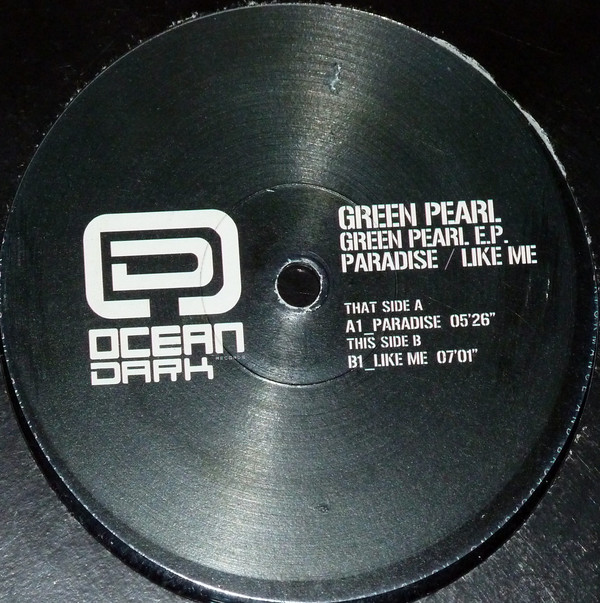 OCEAN
RECORDS
DARK
GREEN PEARL
GREEN PEARL E.P.
PARADISE / LIKE ME
THAT SIDE A
A1_PARADISE 05'26"
THIS SIDE B
B1_LIKE ME 07'01"